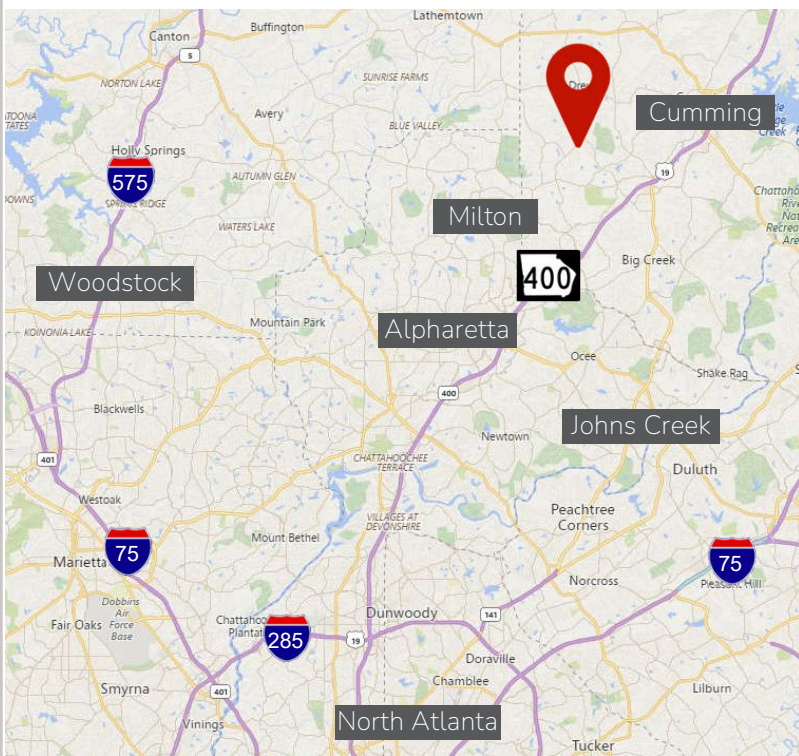 Lathemtown
Buffington
Canton
5
NORTON LAKE
SUNRISE FARMS
Avery
BLUE VALLEY
Cumming
Creek
Holly Springs
575
SPRING RIDGE
AUTUMN GLEN
19
Milton
WATERS LAKE
Woodstock
400
Big Creek
Mountain Park
Alpharetta
KOINONIA LAKE
Ocee
Shake Rag
400
Blackwells
Johns Creek
Newtown
401
CHATTAHOOCHEE
TERRACE
Duluth
Westoak
Peachtree
Corners
VILLAGES AT
DEVONSHIRE
Mount Bethel
75
Marietta
75
Pleasant Hill
Norcross
Dobbins
Air
Force
Base
Fair Oaks
Dunwoody
141
285
19
Doraville
Chamblee
Smyrna
401
Lilburn
Vinings
North Atlanta
Tucker